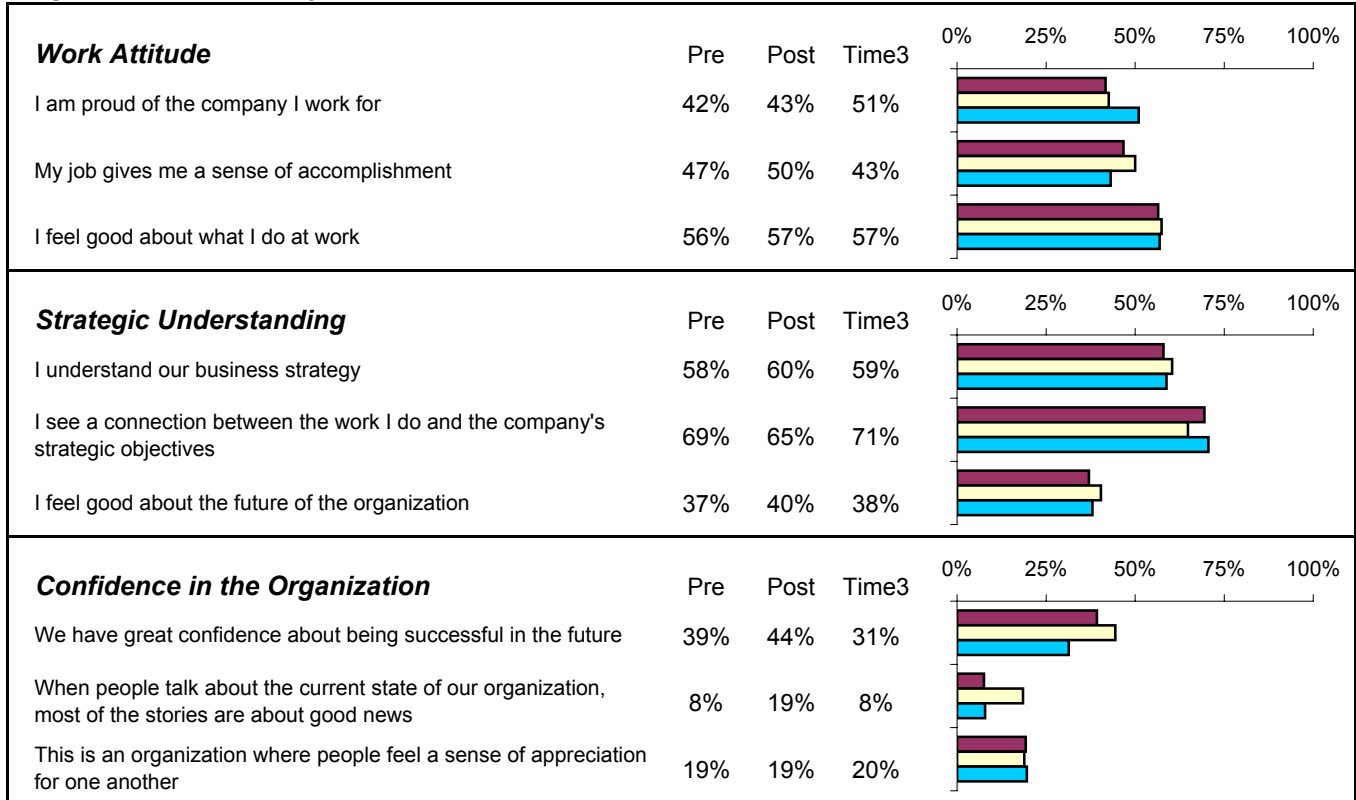 Work Attitude Pre Post Time3 0% 25% 50% 75% 100%
I am proud of the company I work for 42% 43% 51%
My job gives me a sense of accomplishment 47% 50% 43%
I feel good about what I do at work 56% 57% 57%
Strategic Understanding Pre Post Time3 0% 25% 50% 75% 100%
I understand our business strategy 58% 60% 59%
I see a connection between the work I do and the company's
strategic objectives 69% 65% 71%
I feel good about the future of the organization 37% 40% 38%
Confidence in the Organization Pre Post Time3 0% 25% 50% 75% 100%
We have great confidence about being successful in the future 39% 44% 31%
When people talk about the current state of our organization,
most of the stories are about good news 8% 19% 8%
This is an organization where people feel a sense of appreciation
for one another 19% 19% 20%